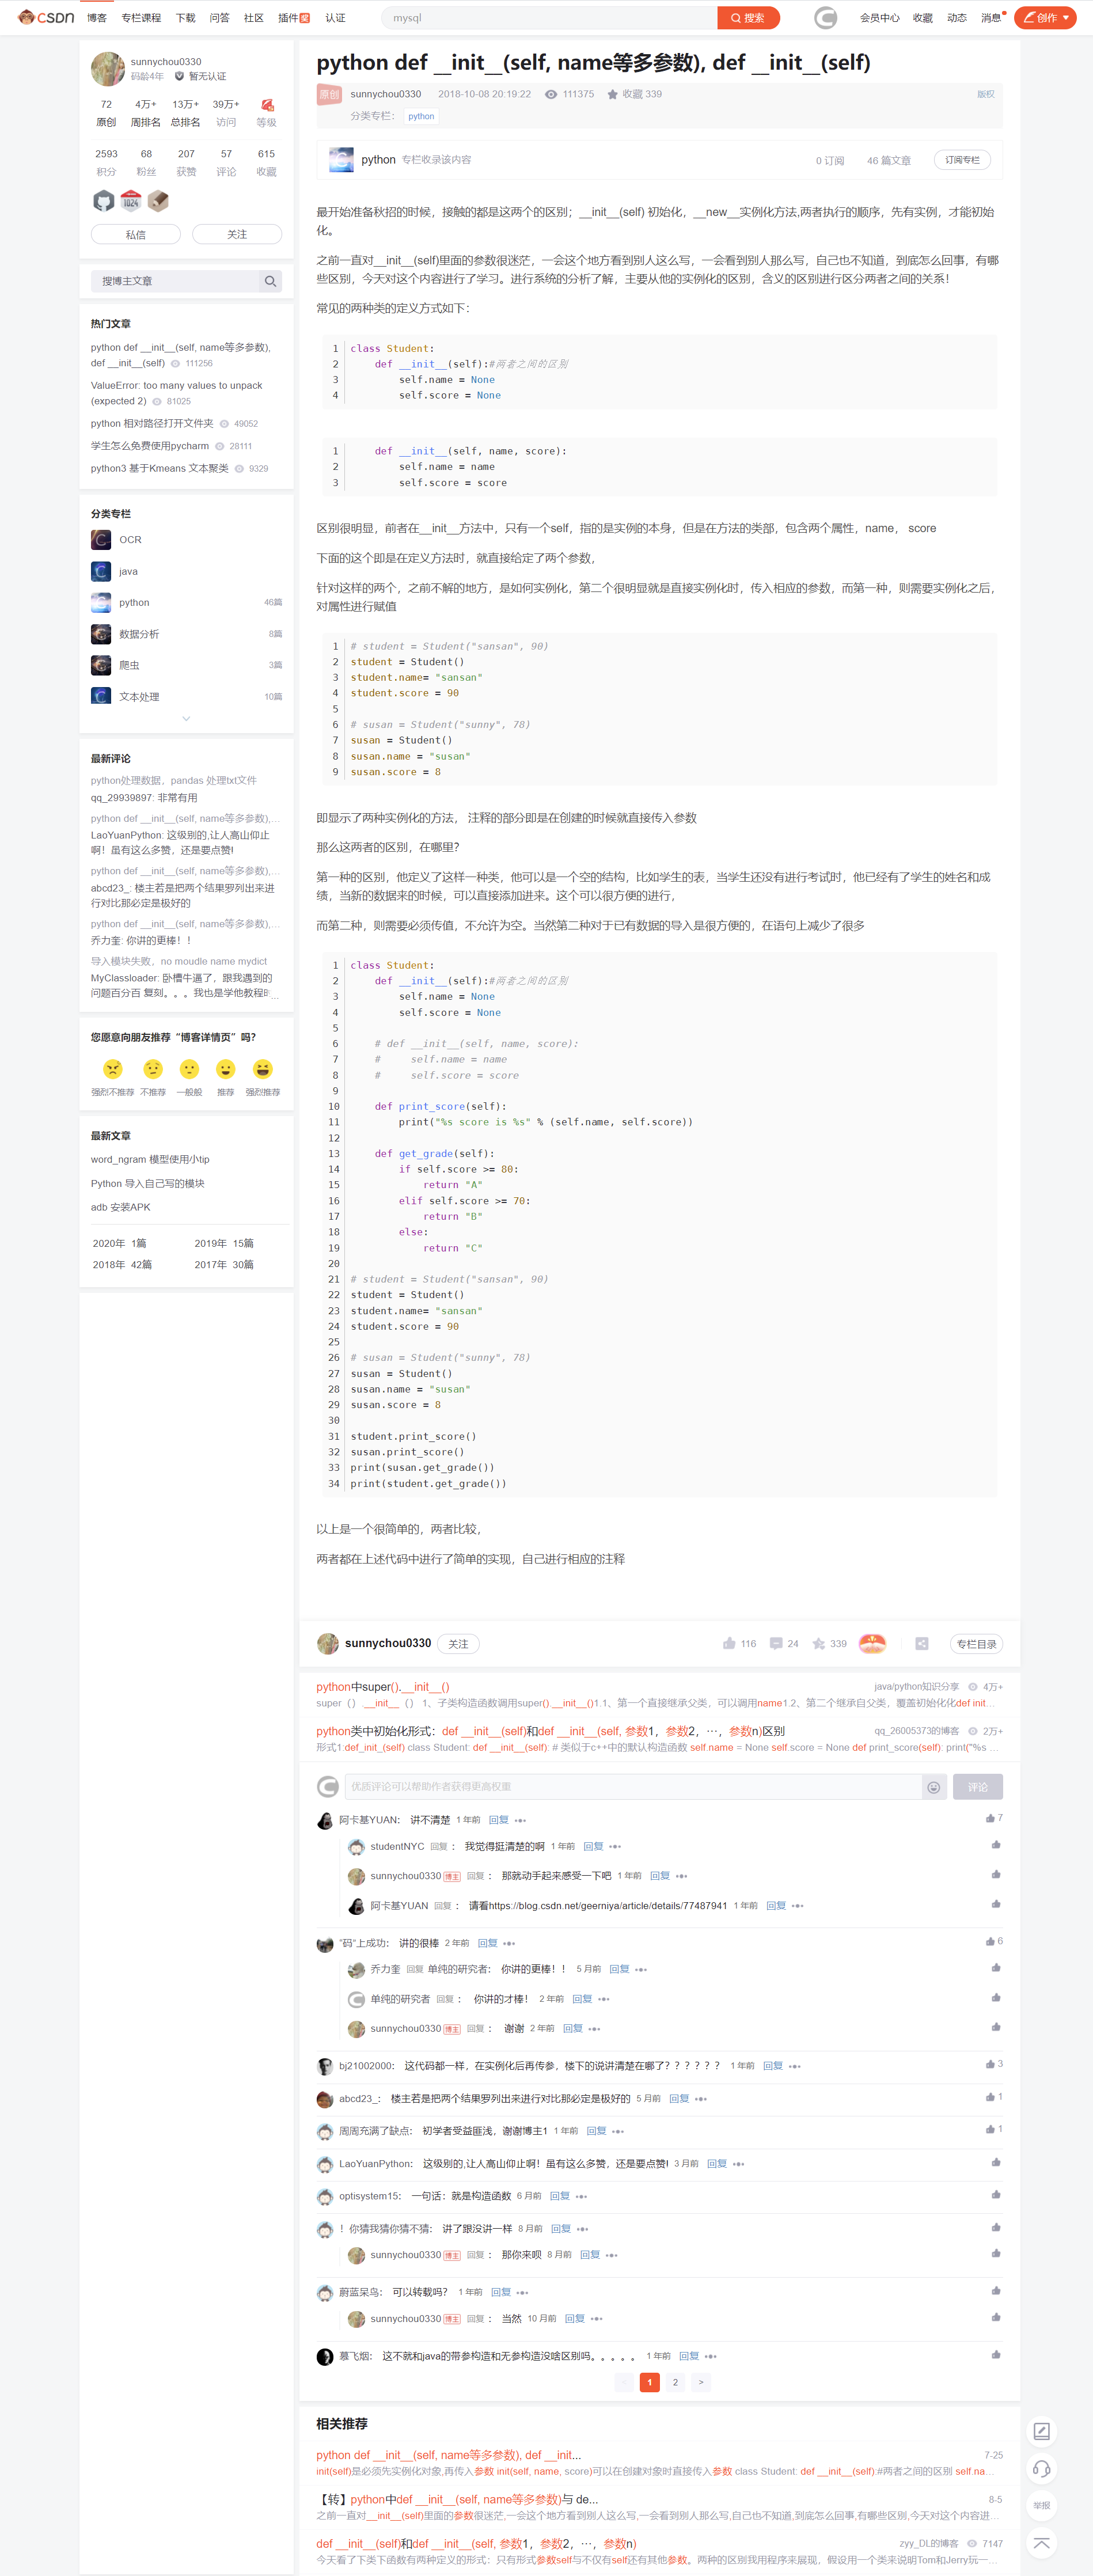 CSDN 博客 专栏课程 下载 问答 社区 插件 奖 认证 mysql 搜索 会员中心 收藏 动态 消息 创作
sunnychou0330
码龄4年 暂无认证
72 4万+ 13万+ 39万+
原创 周排名 总排名 访问 等级
2593 68 207 57 615
积分 粉丝 获赞 评论 收藏
1024
私信 关注
搜博主文章
热门文章
python def __init__(self, name等多参数),
def __init__(self) 111256
ValueError: too many values to unpack
(expected 2) 81025
python 相对路径打开文件夹 49052
学生怎么免费使用pycharm 28111
python3 基于Kmeans 文本聚类 9329
分类专栏
OCR
java
python 46篇
数据分析 8篇
爬虫 3篇
文本处理 10篇
最新评论
python处理数据，pandas 处理txt文件
qq_29939897: 非常有用
python def __init__(self, name等多参数),...
LaoYuanPython: 这级别的,让人高山仰止
啊！虽有这么多赞，还是要点赞!
python def __init__(self, name等多参数),...
abcd23_: 楼主若是把两个结果罗列出来进
行对比那必定是极好的
python def __init__(self, name等多参数),...
乔力奎: 你讲的更棒！！
导入模块失败，no moudle name mydict
MyClassloader: 卧槽牛逼了，跟我遇到的
问题百分百 复刻。。。我也是学他教程时...
您愿意向朋友推荐“博客详情页”吗？
强烈不推荐 不推荐 一般般 推荐 强烈推荐
最新文章
word_ngram 模型使用小tip
Python 导入自己写的模块
adb 安装APK
2020年 1篇 2019年 15篇
2018年 42篇 2017年 30篇
python def __init__(self, name等多参数), def __init__(self)
原创 sunnychou0330 2018-10-08 20:19:22 111375 收藏 339 版权
分类专栏： python
python 专栏收录该内容 0 订阅 46 篇文章 订阅专栏
最开始准备秋招的时候，接触的都是这两个的区别；__init__(self) 初始化，__new__实例化方法,两者执行的顺序，先有实例，才能初始
化。
之前一直对__init__(self)里面的参数很迷茫，一会这个地方看到别人这么写，一会看到别人那么写，自己也不知道，到底怎么回事，有哪
些区别，今天对这个内容进行了学习。进行系统的分析了解，主要从他的实例化的区别，含义的区别进行区分两者之间的关系！
常见的两种类的定义方式如下：
1 class Student:
2     def __init__(self):#两者之间的区别
3         self.name = None
4         self.score = None
1     def __init__(self, name, score):
2         self.name = name
3         self.score = score
区别很明显，前者在__init__方法中，只有一个self，指的是实例的本身，但是在方法的类部，包含两个属性，name， score
下面的这个即是在定义方法时，就直接给定了两个参数，
针对这样的两个，之前不解的地方，是如何实例化，第二个很明显就是直接实例化时，传入相应的参数，而第一种，则需要实例化之后，
对属性进行赋值
1 # student = Student("sansan", 90)
2 student = Student()
3 student.name= "sansan"
4 student.score = 90
5
6 # susan = Student("sunny", 78)
7 susan = Student()
8 susan.name = "susan"
9 susan.score = 8
即显示了两种实例化的方法， 注释的部分即是在创建的时候就直接传入参数
那么这两者的区别，在哪里？
第一种的区别，他定义了这样一种类，他可以是一个空的结构，比如学生的表，当学生还没有进行考试时，他已经有了学生的姓名和成
绩，当新的数据来的时候，可以直接添加进来。这个可以很方便的进行，
而第二种，则需要必须传值，不允许为空。当然第二种对于已有数据的导入是很方便的，在语句上减少了很多
1 class Student:
2     def __init__(self):#两者之间的区别
3         self.name = None
4         self.score = None
5
6     # def __init__(self, name, score):
7     #     self.name = name
8     #     self.score = score
9
10     def print_score(self):
11         print("%s score is %s" % (self.name, self.score))
12
13     def get_grade(self):
14         if self.score >= 80:
15             return "A"
16         elif self.score >= 70:
17             return "B"
18         else:
19             return "C"
20
21 # student = Student("sansan", 90)
22 student = Student()
23 student.name= "sansan"
24 student.score = 90
25
26 # susan = Student("sunny", 78)
27 susan = Student()
28 susan.name = "susan"
29 susan.score = 8
30
31 student.print_score()
32 susan.print_score()
33 print(susan.get_grade())
34 print(student.get_grade())
以上是一个很简单的，两者比较，
两者都在上述代码中进行了简单的实现，自己进行相应的注释
sunnychou0330 关注 116 24 339 专栏目录
python中super().__init__() java/python知识分享 4万+
super（）.__init__（） 1、子类构造函数调用super().__init__()1.1、第一个直接继承父类，可以调用name1.2、第二个继承自父类，覆盖初始化化def init...
python类中初始化形式：def __init__(self)和def __init__(self, 参数1，参数2，···，参数n)区别 qq_26005373的博客 2万+
形式1:def_init_(self) class Student: def __init__(self): # 类似于c++中的默认构造函数 self.name = None self.score = None def print_score(self): print("%s ...
优质评论可以帮助作者获得更高权重 评论
阿卡基YUAN： 讲不清楚 1 年前 回复 7
studentNYC 回复： 我觉得挺清楚的啊 1 年前 回复
sunnychou0330 博主 回复： 那就动手起来感受一下吧 1 年前 回复
阿卡基YUAN 回复： 请看https://blog.csdn.net/geerniya/article/details/77487941 1 年前 回复
"码"上成功： 讲的很棒 2 年前 回复 6
乔力奎 回复 单纯的研究者： 你讲的更棒！！ 5 月前 回复
单纯的研究者 回复： 你讲的才棒！ 2 年前 回复
sunnychou0330 博主 回复： 谢谢 2 年前 回复
bj21002000： 这代码都一样，在实例化后再传参，楼下的说讲清楚在哪了？？？？？？ 1 年前 回复 3
abcd23_： 楼主若是把两个结果罗列出来进行对比那必定是极好的 5 月前 回复 1
周周充满了缺点： 初学者受益匪浅，谢谢博主1 1 年前 回复 1
LaoYuanPython： 这级别的,让人高山仰止啊！虽有这么多赞，还是要点赞! 3 月前 回复
optisystem15： 一句话：就是构造函数 6 月前 回复
！你猜我猜你猜不猜： 讲了跟没讲一样 8 月前 回复
sunnychou0330 博主 回复： 那你来呗 8 月前 回复
蔚蓝呆鸟： 可以转载吗？ 1 年前 回复
sunnychou0330 博主 回复： 当然 10 月前 回复
慕飞烟： 这不就和java的带参构造和无参构造没啥区别吗。。。。。 1 年前 回复
1 2 >
相关推荐
python def __init__(self, name等多参数), def __init... 7-25
init(self)是必须先实例化对象,再传入参数 init(self, name, score)可以在创建对象时直接传入参数 class Student: def __init__(self):#两者之间的区别 self.na...
【转】python中def __init__(self, name等多参数)与 de... 8-5
之前一直对__init__(self)里面的参数很迷茫,一会这个地方看到别人这么写,一会看到别人那么写,自己也不知道,到底怎么回事,有哪些区别,今天对这个内容进...
def __init__(self)和def __init__(self, 参数1，参数2，···，参数n) zyy_DL的博客 7147
今天看了下类下函数有两种定义的形式：只有形式参数self与不仅有self还有其他参数。两种的区别我用程序来展现，假设用一个类来说明Tom和Jerry玩一...
举报